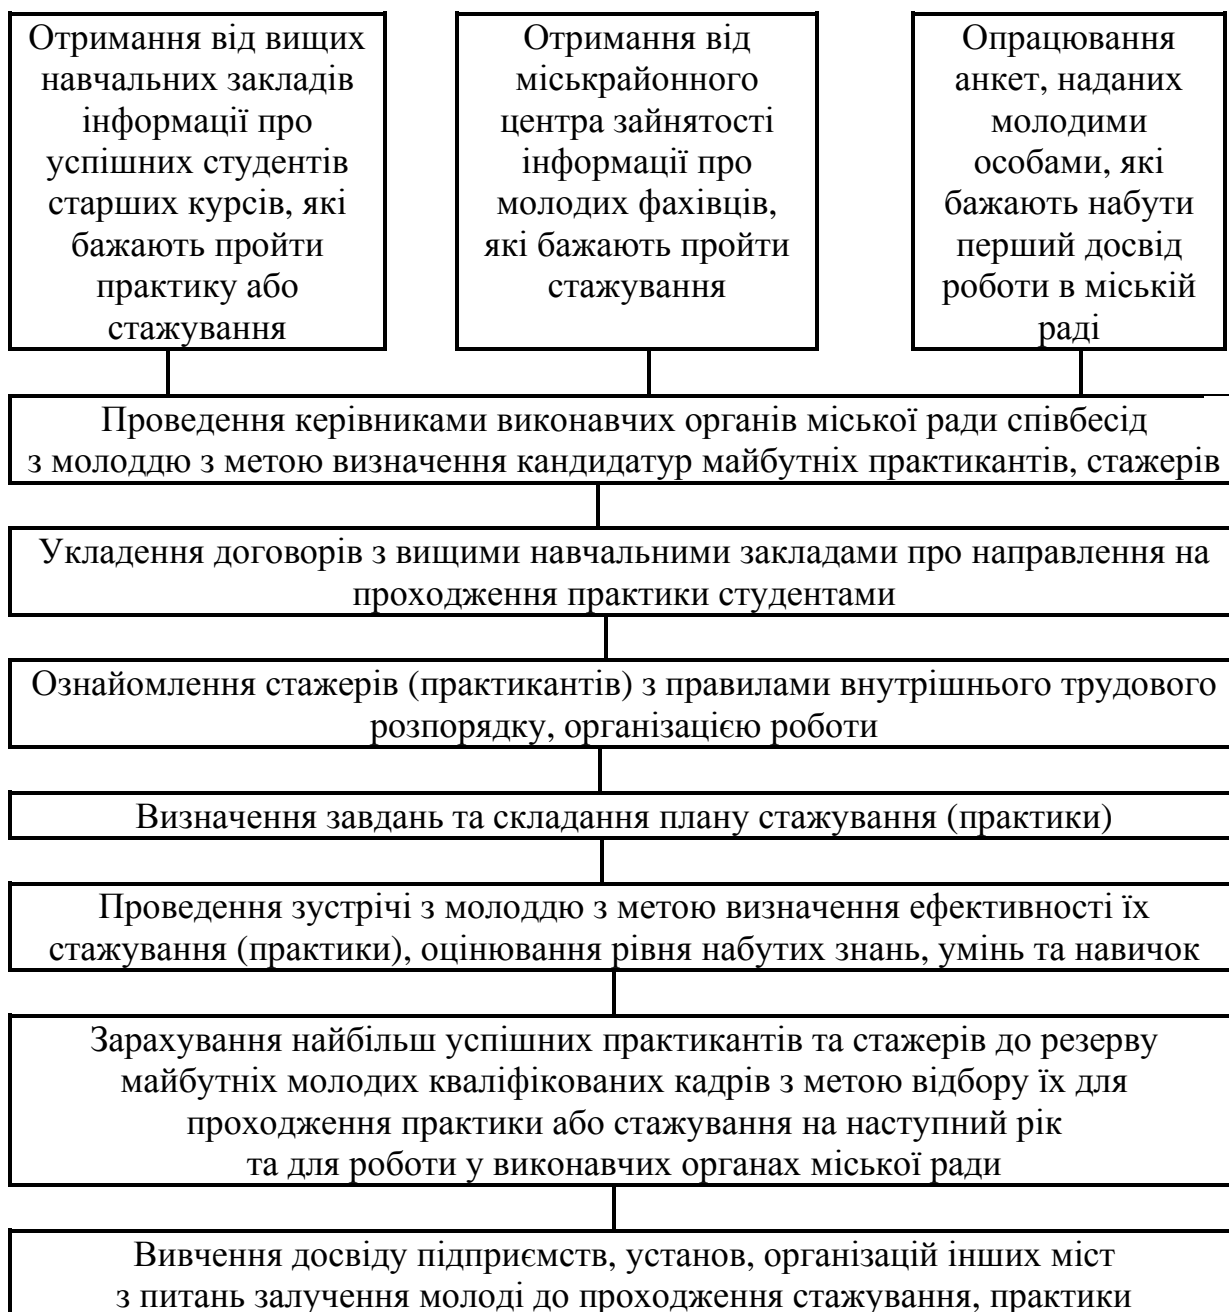 Отримання від вищих
навчальних закладів
інформації про
успішних студентів
старших курсів, які
бажають пройти
практику або
стажування
Отримання від
міськрайонного
центра зайнятості
інформації про
молодих фахівців,
які бажають пройти
стажування
Опрацювання
анкет, наданих
молодими
особами, які
бажають набути
перший досвід
роботи в міській
раді
Проведення керівниками виконавчих органів міської ради співбесід
з молоддю з метою визначення кандидатур майбутніх практикантів, стажерів
Укладення договорів з вищими навчальними закладами про направлення на
проходження практики студентами
Ознайомлення стажерів (практикантів) з правилами внутрішнього трудового
розпорядку, організацією роботи
Визначення завдань та складання плану стажування (практики)
Проведення зустрічі з молоддю з метою визначення ефективності їх
стажування (практики), оцінювання рівня набутих знань, умінь та навичок
Зарахування найбільш успішних практикантів та стажерів до резерву
майбутніх молодих кваліфікованих кадрів з метою відбору їх для
проходження практики або стажування на наступний рік
та для роботи у виконавчих органах міської ради
Вивчення досвіду підприємств, установ, організацій інших міст
з питань залучення молоді до проходження стажування, практики